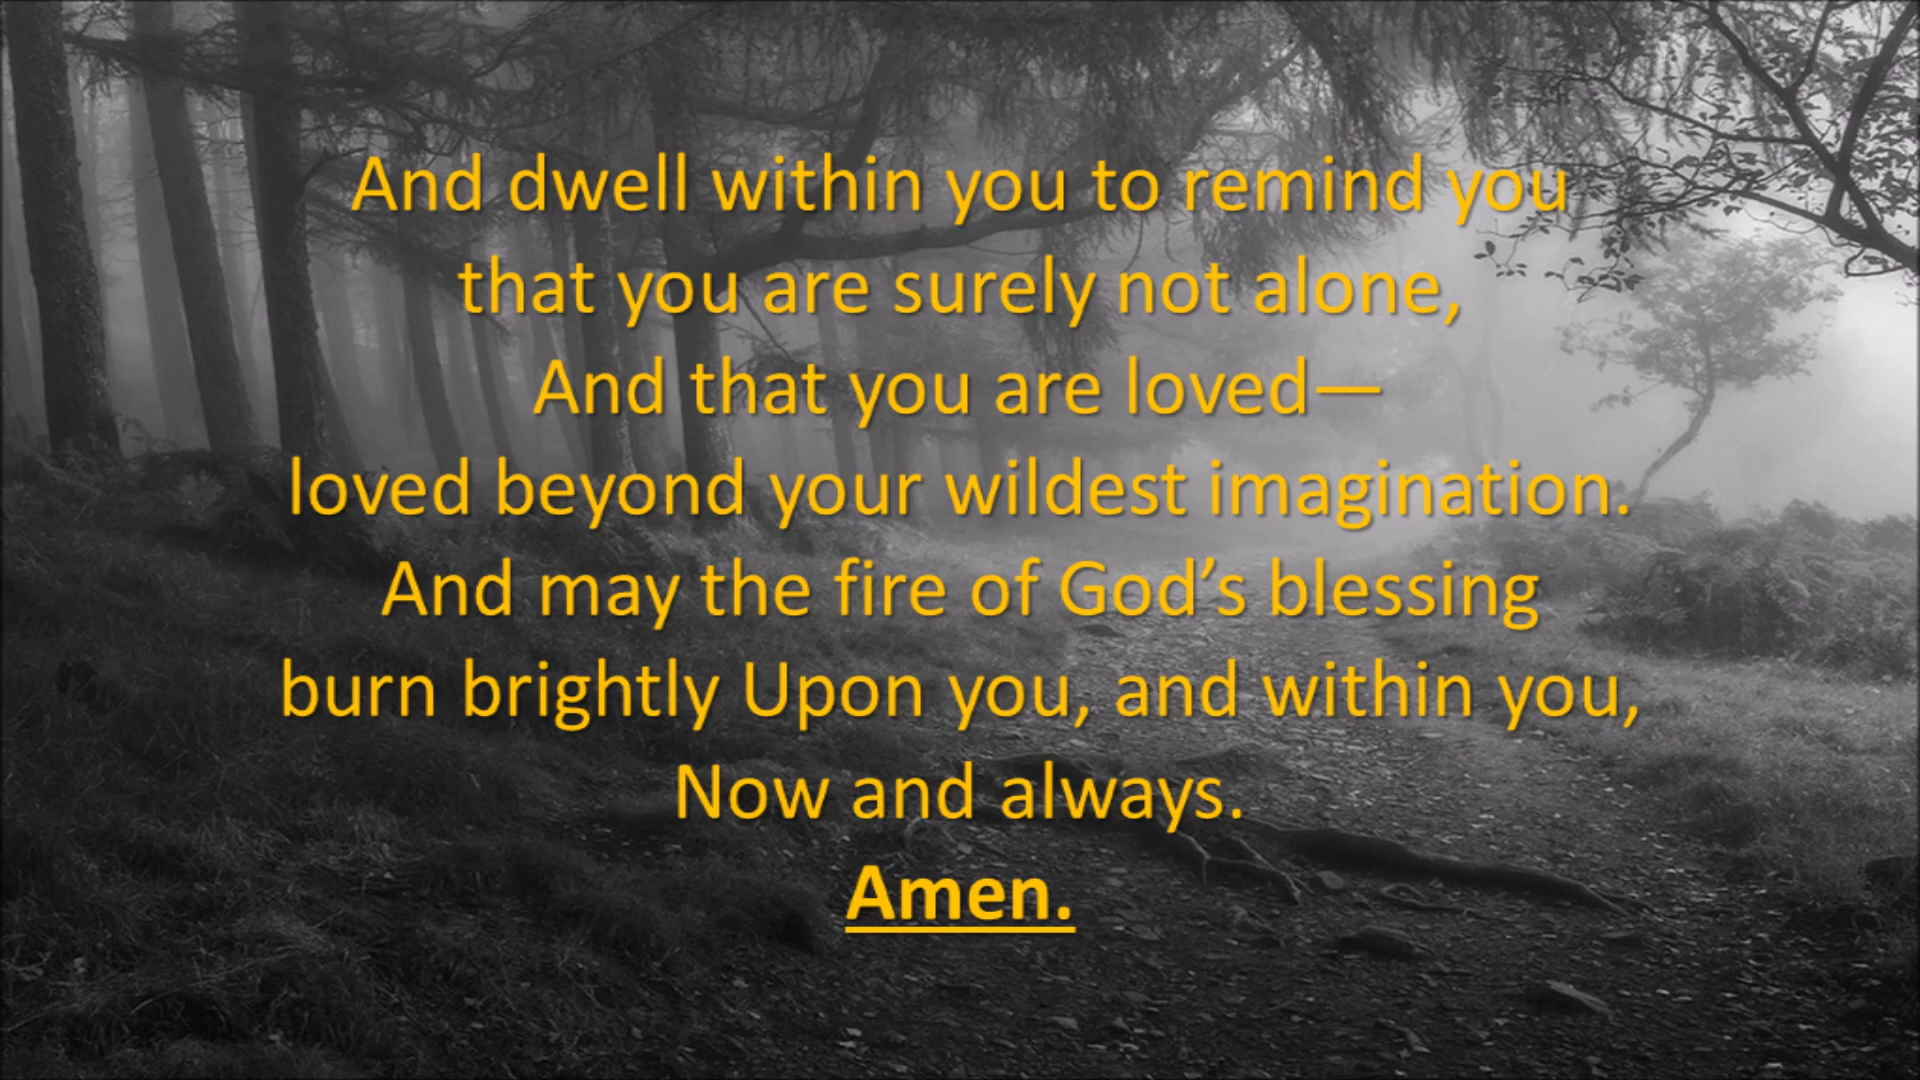 And dwell within you to remind you
that you are surely not alone,
And that you are loved—
loved beyond your wildest imagination.
And may the fire of God’s blessing
burn brightly Upon you, and within you,
Now and always.
Amen.